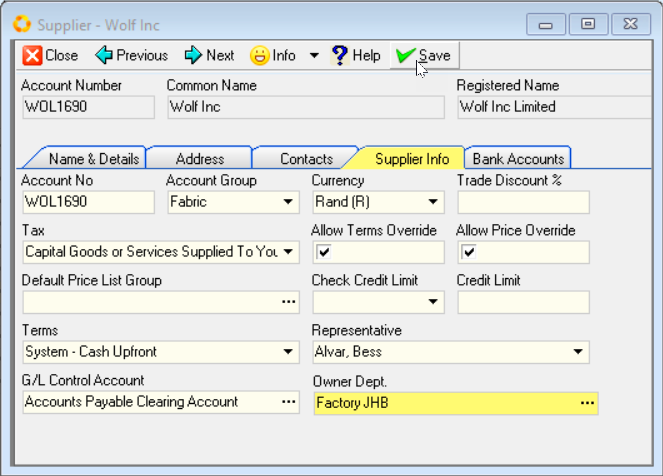 Supplier - Wolf Inc
Close Previous Next Info Help Save
Account Number Common Name Registered Name
WOL1690 Wolf Inc Wolf Inc Limited
Name & Details Address Contacts Supplier Info Bank Accounts
Account No Account Group Currency Trade Discount %
WOL1690 Fabric Rand (R)
Tax Allow Terms Override Allow Price Override
Capital Goods or Services Supplied To You
Default Price List Group Check Credit Limit Credit Limit
Terms Representative
System - Cash Upfront Alvar, Bess
G/L Control Account Owner Dept.
Accounts Payable Clearing Account Factory JHB